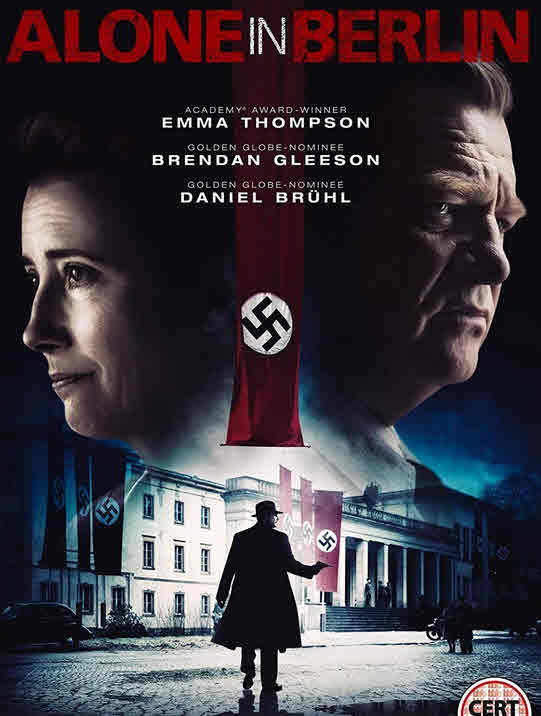 ALONE IN BERLIN
ACADEMY® AWARD-WINNER
EMMA THOMPSON
GOLDEN GLOBE-NOMINEE
BRENDAN GLEESON
GOLDEN GLOBE-NOMINEE
DANIEL BRÜHL
CERT